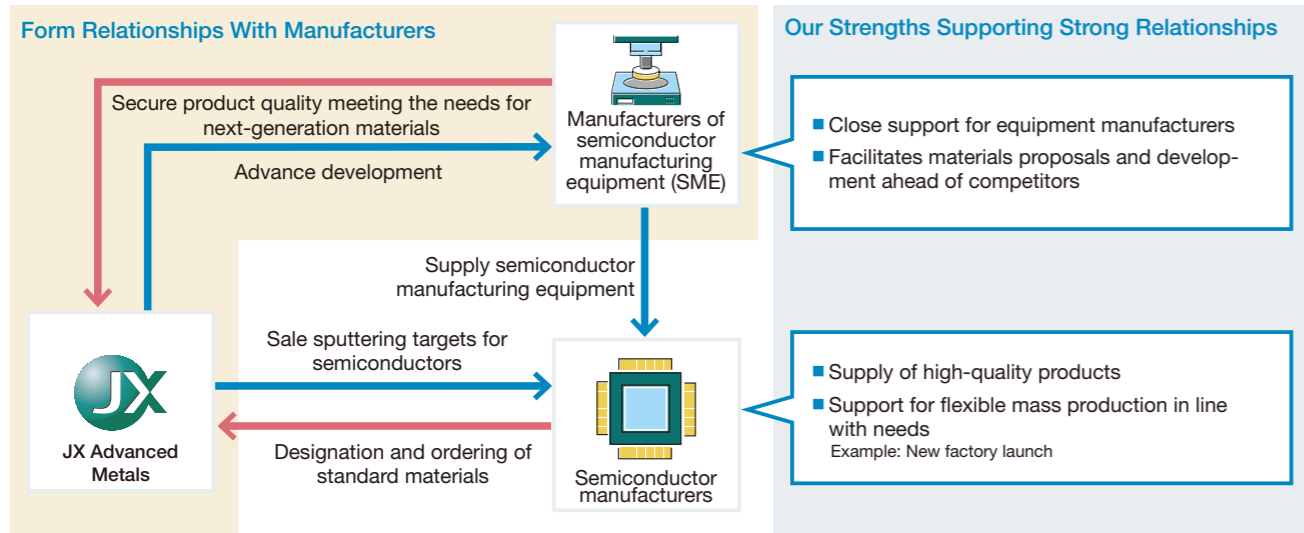 Form Relationships With Manufacturers
Secure product quality meeting the needs for
next-generation materials
Advance development
Manufacturers of
semiconductor
manufacturing
equipment (SME)
Supply semiconductor
manufacturing equipment
JX
JX Advanced
Metals
Sale sputtering targets for
semiconductors
Designation and ordering of
standard materials
Semiconductor
manufacturers
Our Strengths Supporting Strong Relationships
■ Close support for equipment manufacturers
■ Facilitates materials proposals and develop-
ment ahead of competitors
■ Supply of high-quality products
■ Support for flexible mass production in line
with needs
Example: New factory launch